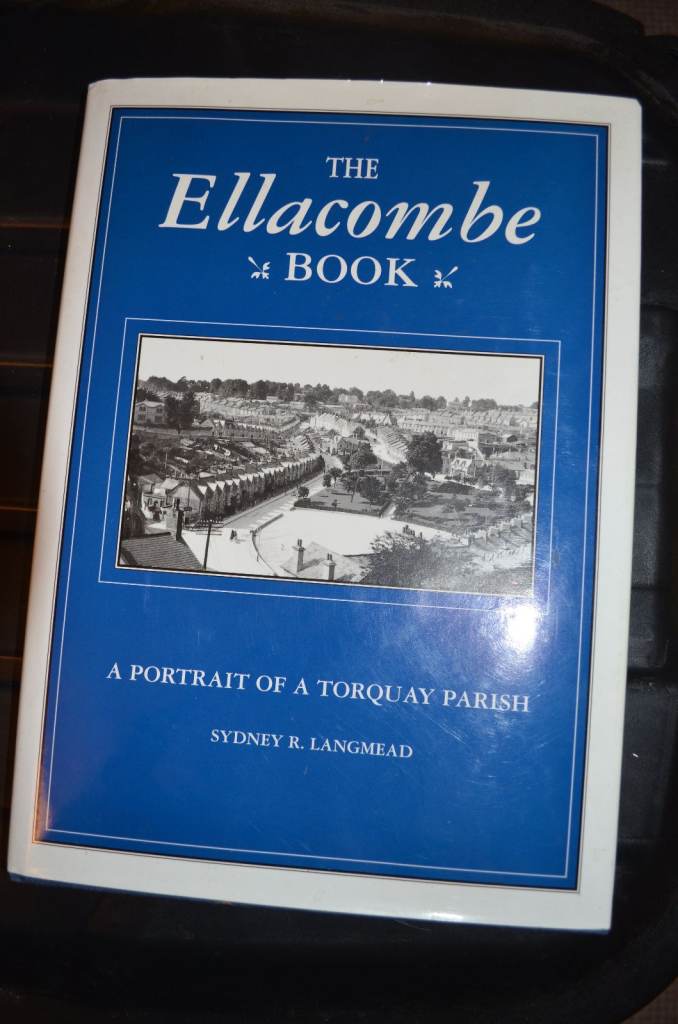 THE
Ellacombe
BOOK
A PORTRAIT OF A TORQUAY PARISH
SYDNEY R. LANGMEAD